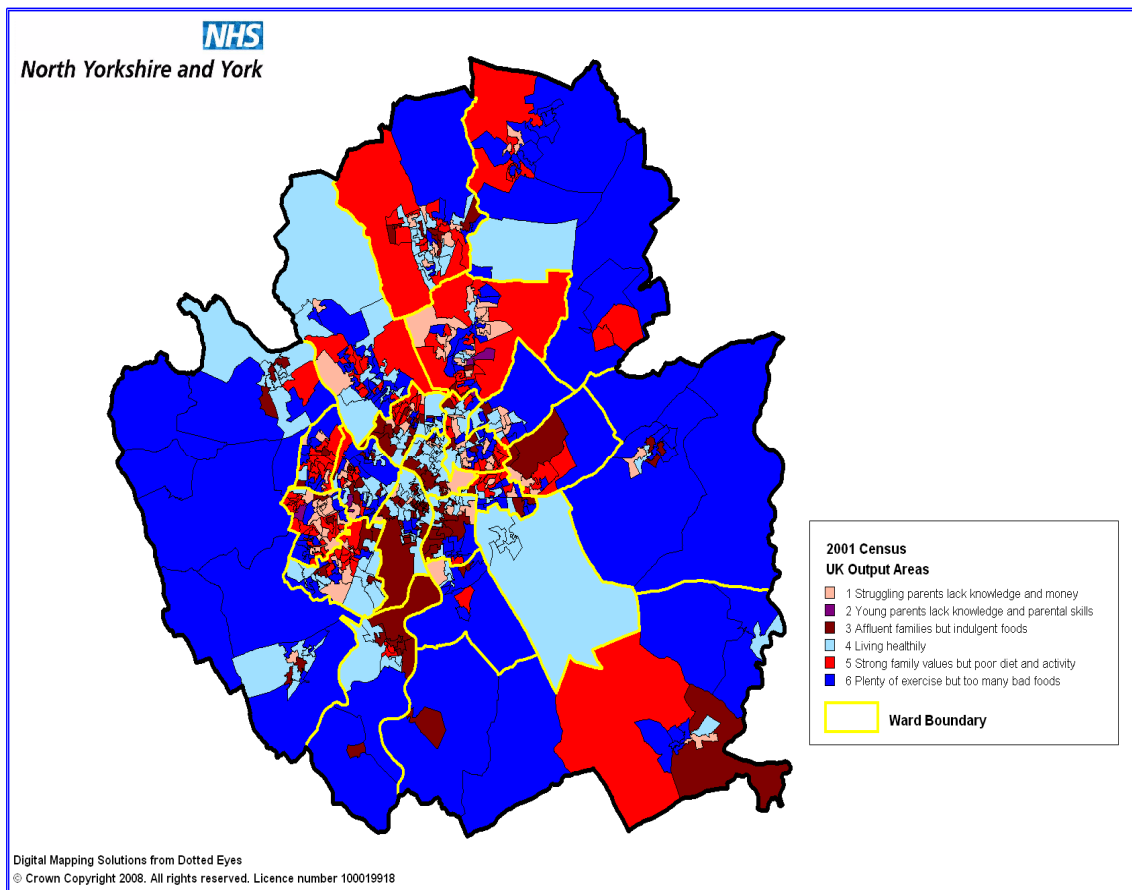 NHS
North Yorkshire and York
2001 Census
UK Output Areas
1 Struggling parents lack knowledge and money
2 Young parents lack knowledge and parental skills
3 Affluent families but indulgent foods
4 Living healthily
5 Strong family values but poor diet and activity
6 Plenty of exercise but too many bad foods
Ward Boundary
Digital Mapping Solutions from Dotted Eyes
© Crown Copyright 2008. All rights reserved. Licence number 100019918